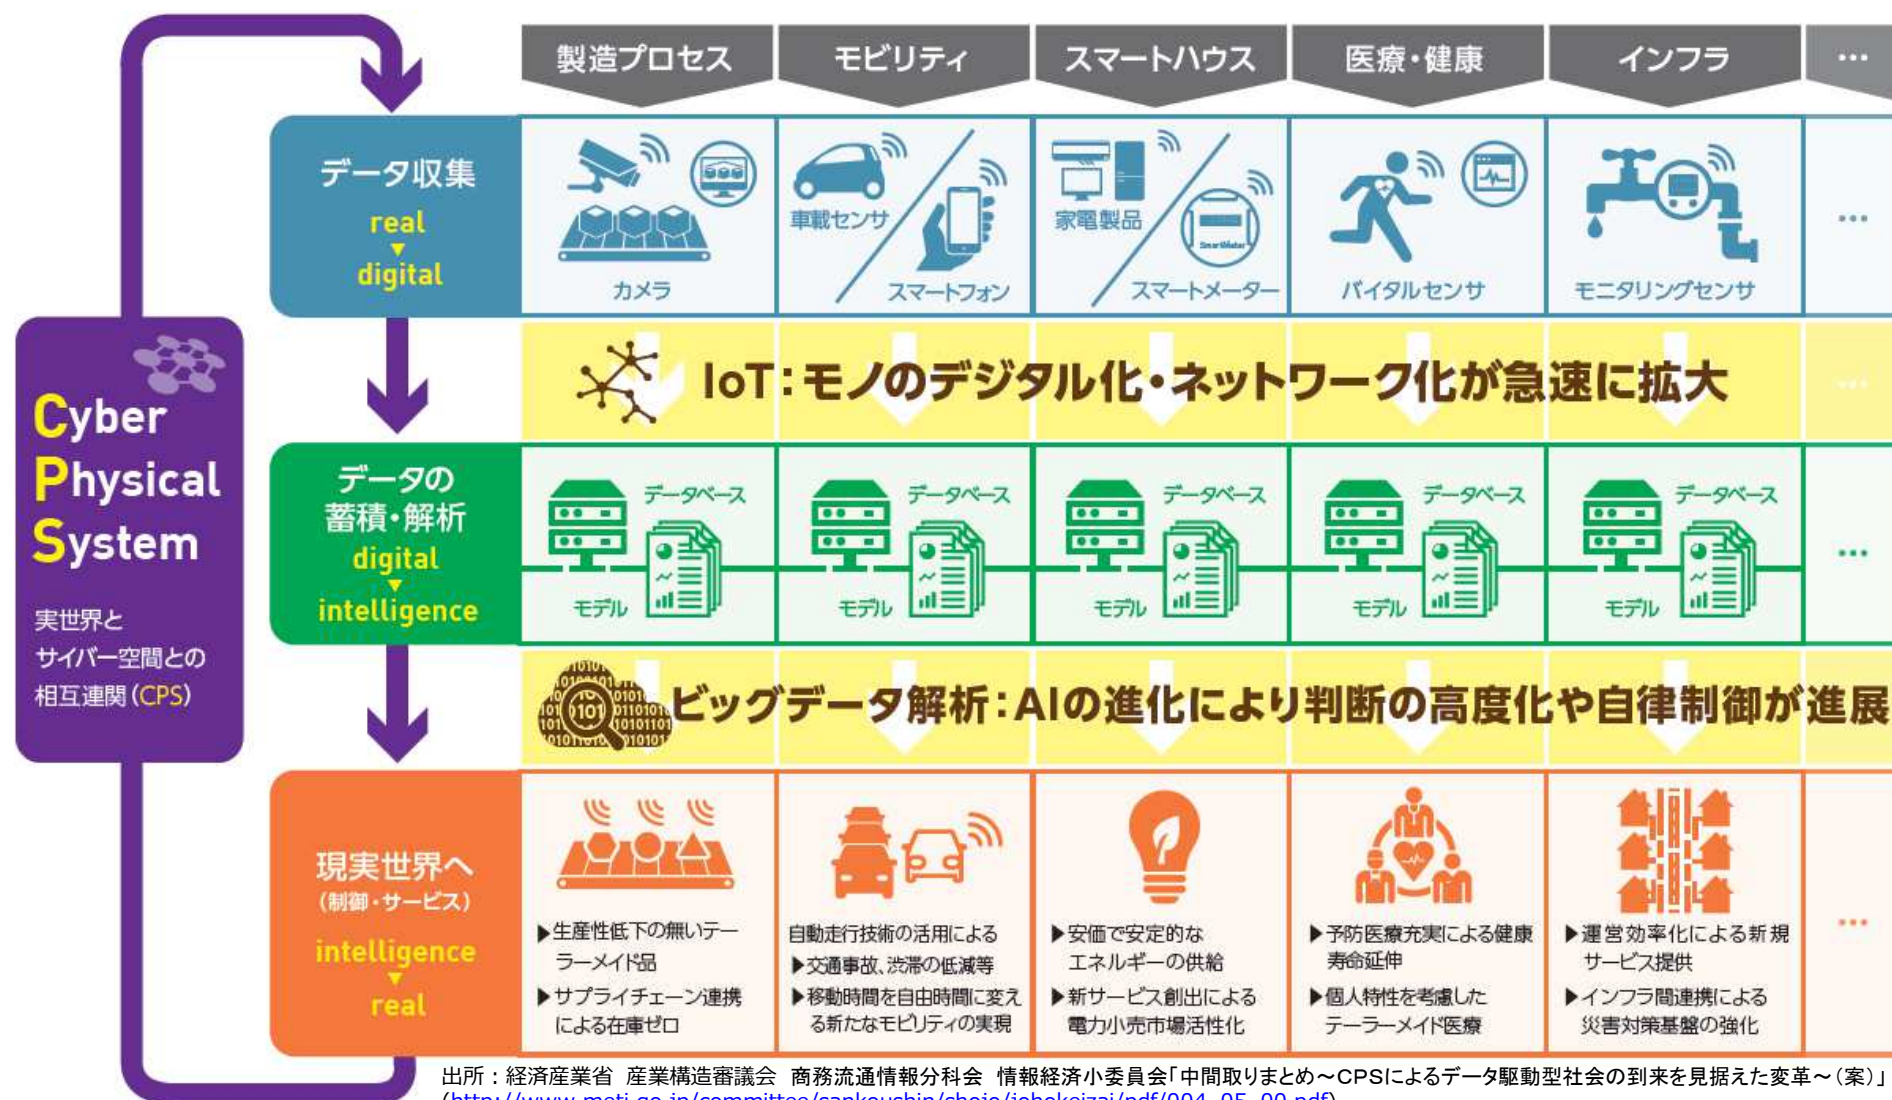 製造プロセス
モビリティ
スマートハウス
医療・健康
インフラ
…
データ収集
real
▼
digital
カメラ
車載センサ
スマートフォン
家電製品
SmartMeter
スマートメーター
バイタルセンサ
モニタリングセンサ
…
IoT：モノのデジタル化・ネットワーク化が急速に拡大
…
Cyber
Physical
System
実世界と
サイバー空間との
相互連関（CPS）
データの
蓄積・解析
digital
▼
intelligence
データベース
モデル
データベース
モデル
データベース
モデル
データベース
モデル
データベース
モデル
…
ビッグデータ解析：AIの進化により判断の高度化や自律制御が進展
現実世界へ
（制御・サービス）
intelligence
▼
real
▶生産性低下の無いテー
ラーメイド品
▶サプライチェーン連携
による在庫ゼロ
自動走行技術の活用による
▶交通事故、渋滞の低減等
▶移動時間を自由時間に変え
る新たなモビリティの実現
▶安価で安定的な
エネルギーの供給
▶新サービス創出による
電力小売市場活性化
▶予防医療充実による健康
寿命延伸
▶個人特性を考慮した
テーラーメイド医療
▶運営効率化による新規
サービス提供
▶インフラ間連携による
災害対策基盤の強化
…
出所：経済産業省 産業構造審議会 商務流通情報分科会 情報経済小委員会「中間取りまとめ～CPSによるデータ駆動型社会の到来を見据えた変革～（案）」
（http://www.meti.go.jp/committee/sankoushin/shojo/johokeizai/pdf/004_05_00.pdf）